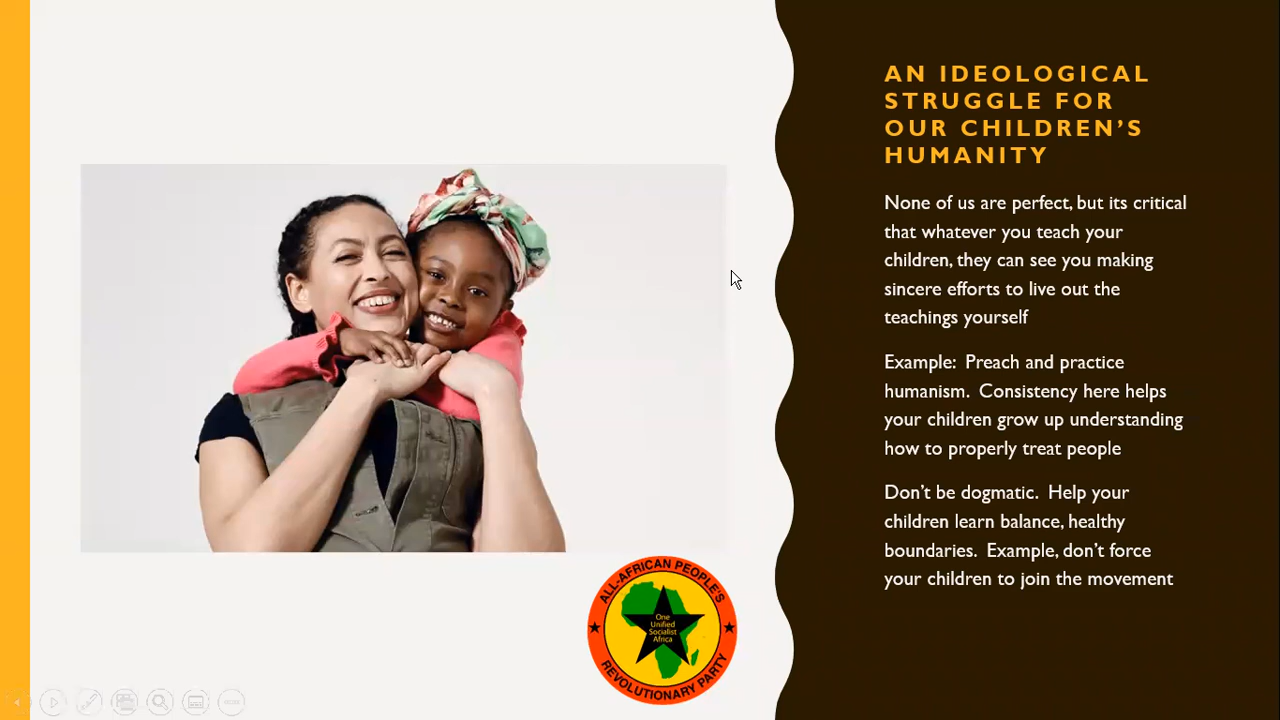 AN IDEOLOGICAL
STRUGGLE FOR
OUR CHILDREN'S
HUMANITY
None of us are perfect, but its critical
that whatever you teach your
children, they can see you making
sincere efforts to live out the
teachings yourself
Example:  Preach and practice
humanism.  Consistency here helps
your children grow up understanding
how to properly treat people
Don't be dogmatic.  Help your
children learn balance, healthy
boundaries.  Example, don't force
your children to join the movement
ALL-AFRICAN PEOPLE'S
One
Unified
Socialist
Africa
REVOLUTIONARY PARTY